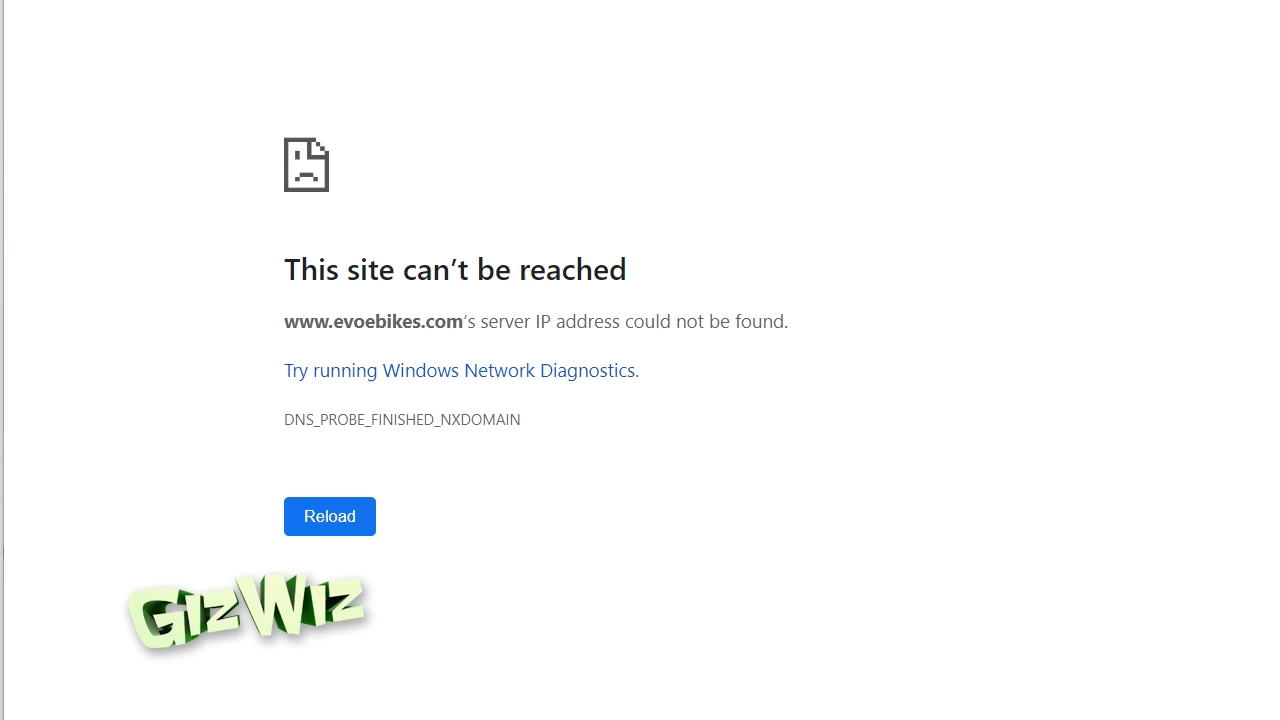 This site can’t be reached
www.evoebikes.com’s server IP address could not be found.
Try running Windows Network Diagnostics.
DNS_PROBE_FINISHED_NXDOMAIN
Reload
GizWiz